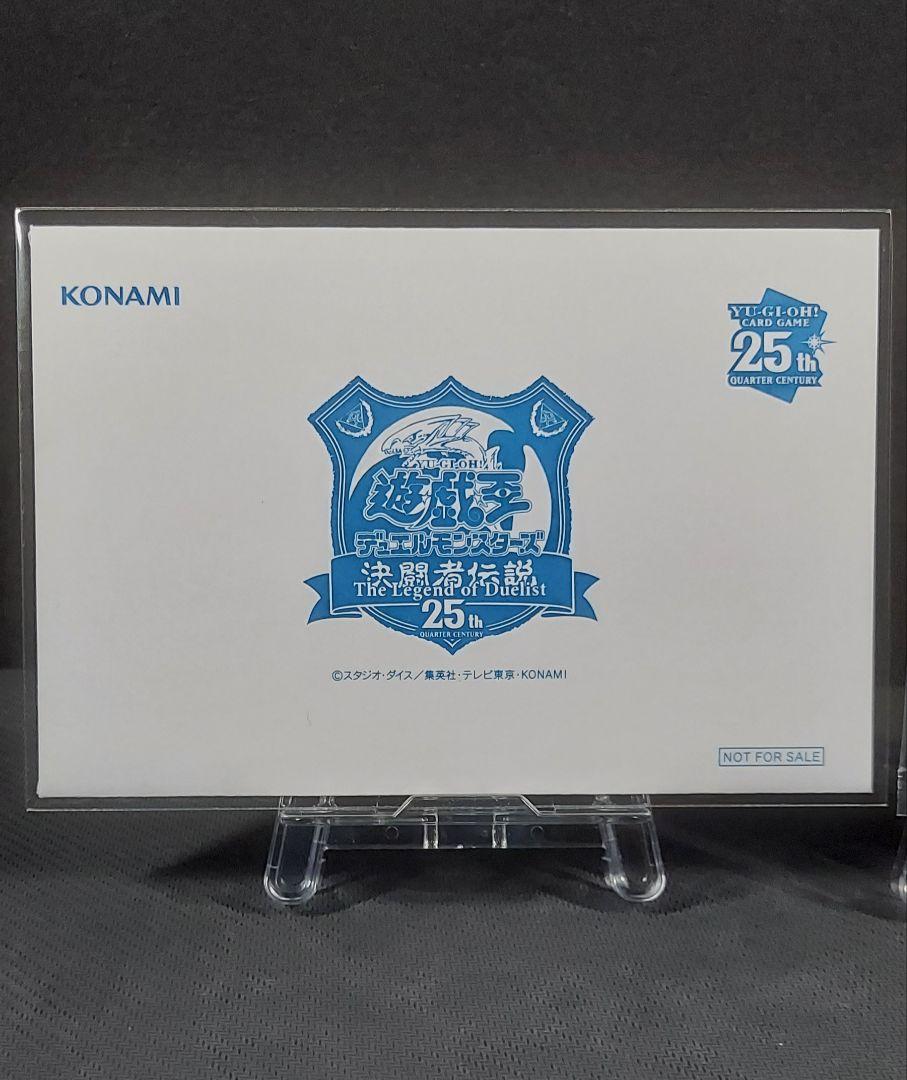 KONAMI
YU-GI-OH!
CARD GAME
25th
QUARTER CENTURY
YU-GI-OH!
遊戯王
デュエルモンスターズ
決闘者伝説
The Legend of Duelist
25th
QUARTER CENTURY
©スタジオ・ダイス／集英社・テレビ東京・KONAMI
NOT FOR SALE